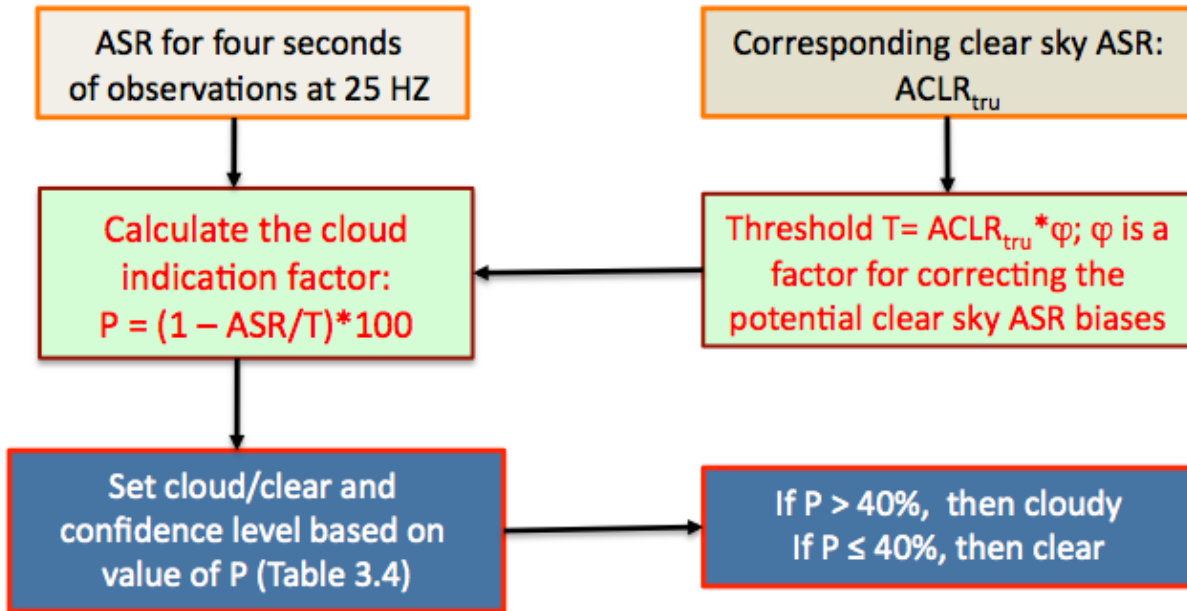 ASR for four seconds
of observations at 25 HZ
Corresponding clear sky ASR:
ACLRtru
Calculate the cloud
indication factor:
P = (1 – ASR/T)*100
Threshold T= ACLRtru*φ; φ is a
factor for correcting the
potential clear sky ASR biases
Set cloud/clear and
confidence level based on
value of P (Table 3.4)
If P > 40%,  then cloudy
If P ≤ 40%, then clear